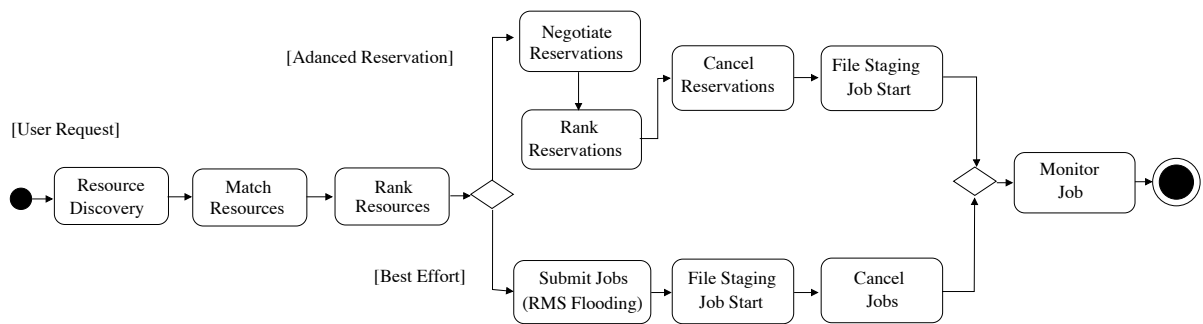 Negotiate
Reservations
[Adanced Reservation]
Cancel
Reservations
File Staging
Job Start
Rank
Reservations
[User Request]
Resource
Discovery
Match
Resources
Rank
Resources
Monitor
Job
[Best Effort]
Submit Jobs
(RMS Flooding)
File Staging
Job Start
Cancel
Jobs